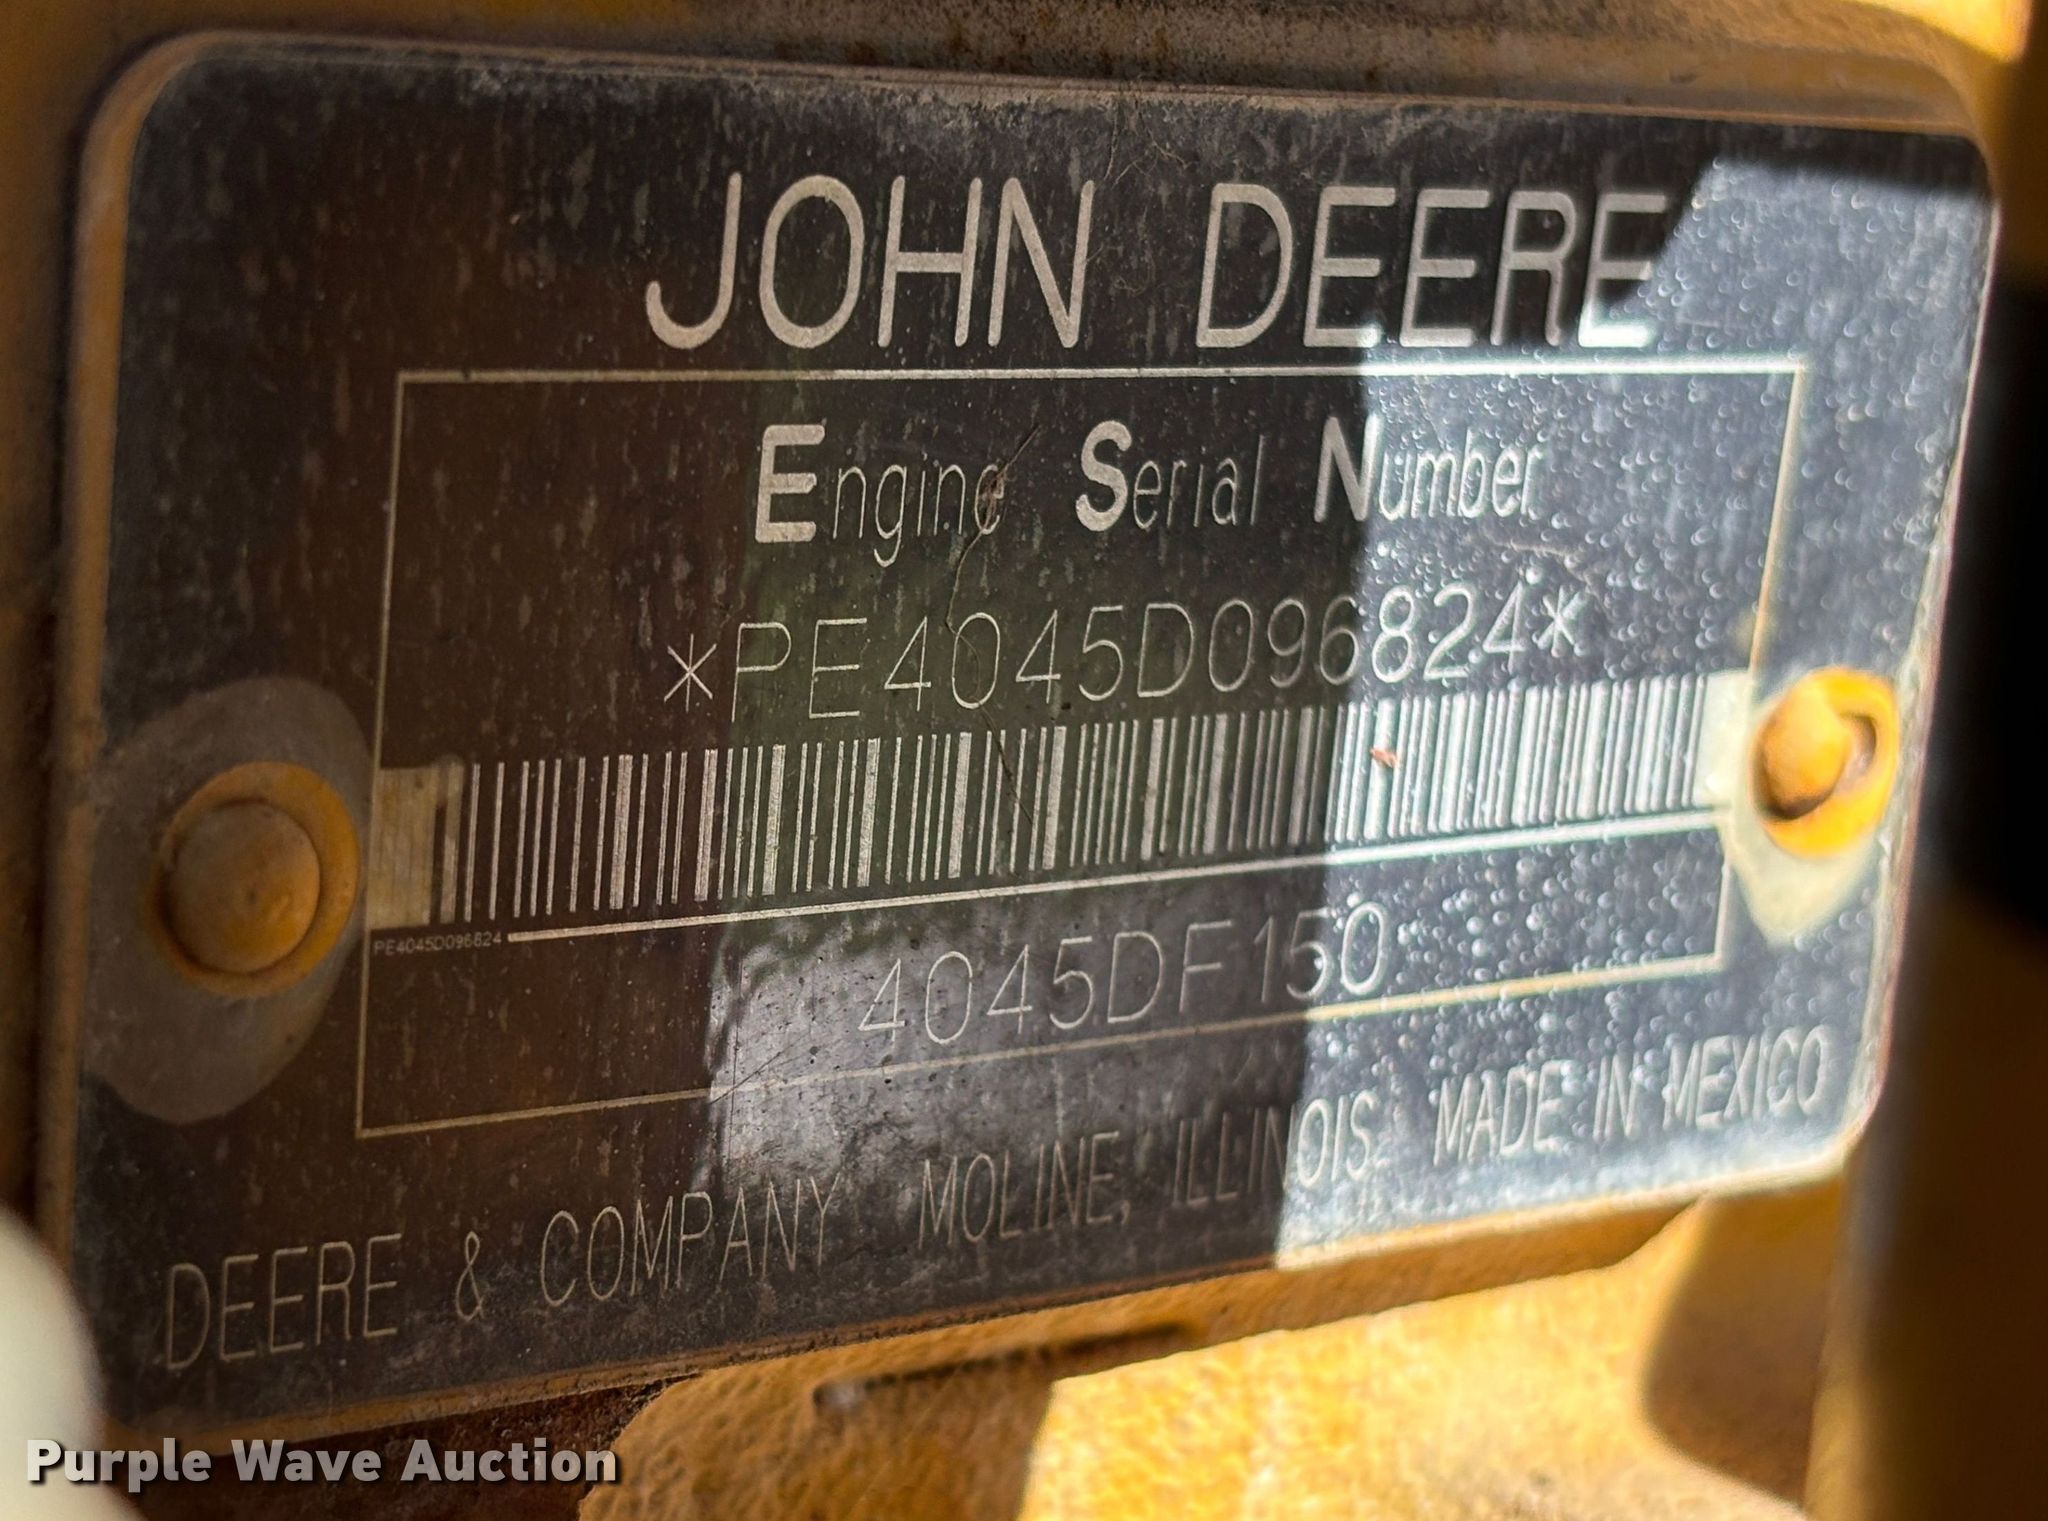 JOHN DEERE
Engine Serial Number
*PE4045D096824*
PE4045D096824
4045DF150
DEERE & COMPANY MOLINE, ILLINOIS MADE IN MEXICO
Purple Wave Auction